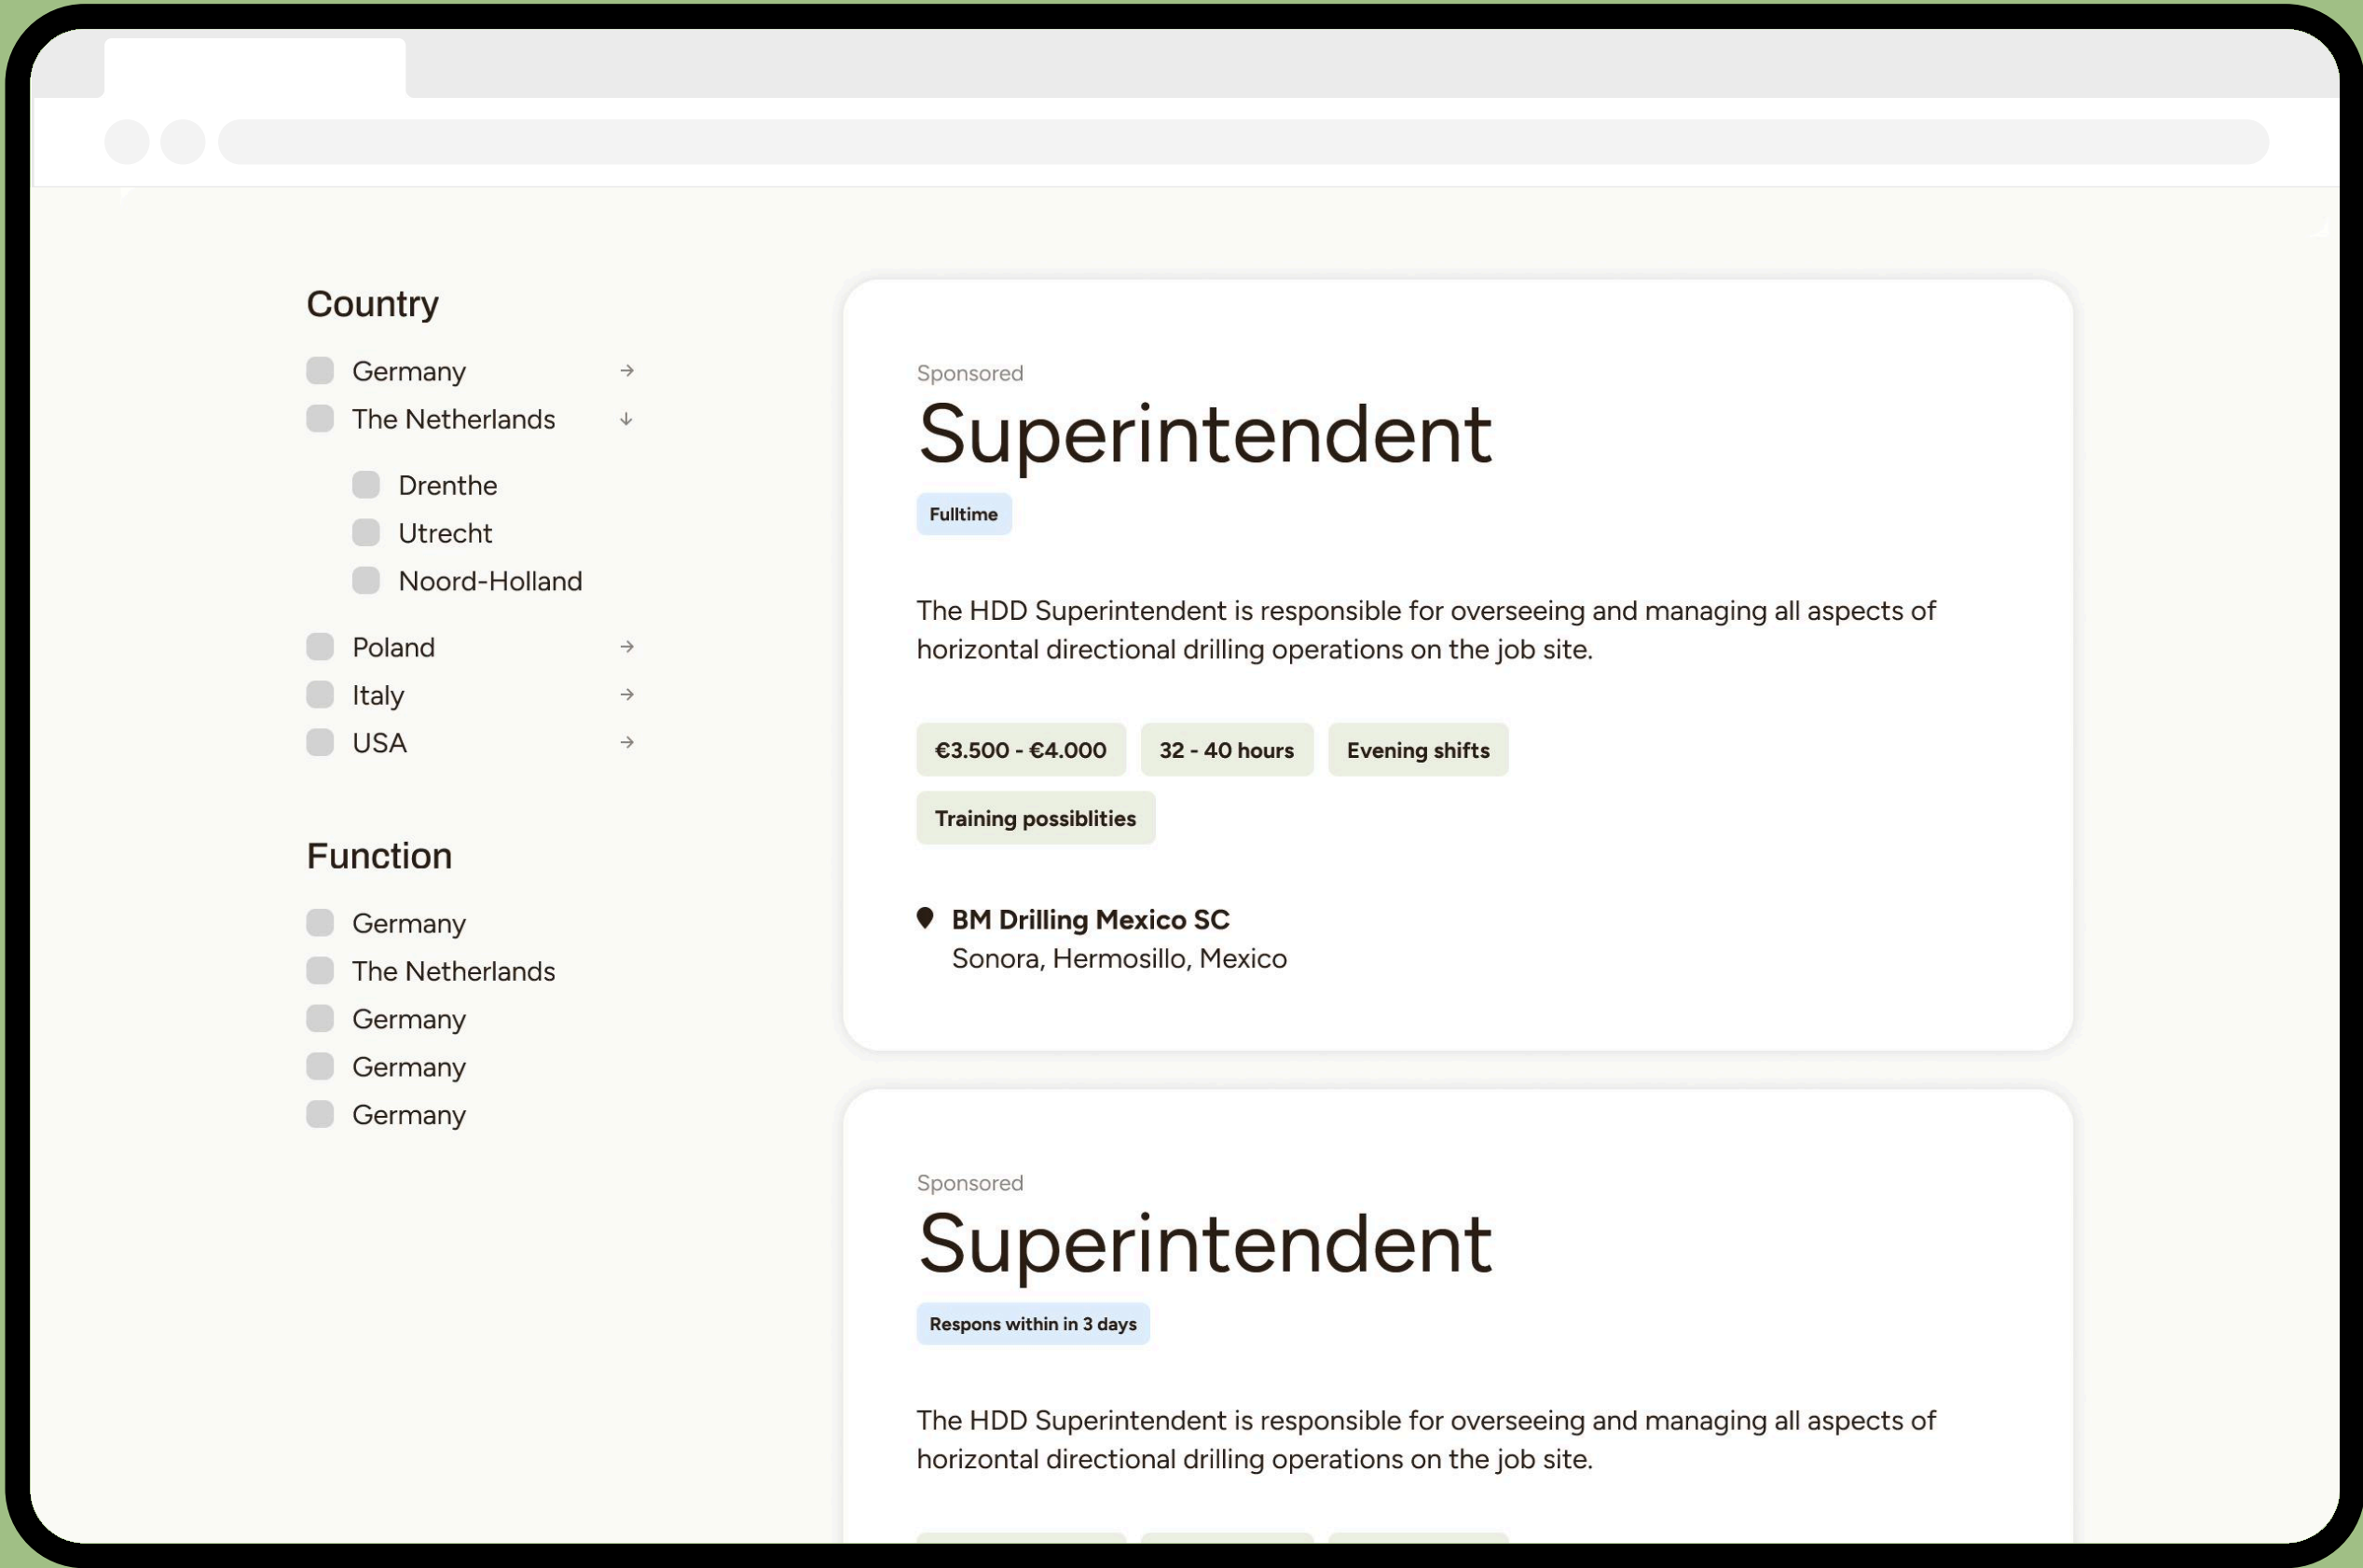 Country
Germany
The Netherlands
Drenthe
Utrecht
Noord-Holland
Poland
Italy
USA
Function
Germany
The Netherlands
Germany
Germany
Germany
Sponsored
Superintendent
Fulltime
The HDD Superintendent is responsible for overseeing and managing all aspects of
horizontal directional drilling operations on the job site.
€3.500 - €4.000
32 - 40 hours
Evening shifts
Training possiblities
BM Drilling Mexico SC
Sonora, Hermosillo, Mexico
Sponsored
Superintendent
Respons within in 3 days
The HDD Superintendent is responsible for overseeing and managing all aspects of
horizontal directional drilling operations on the job site.